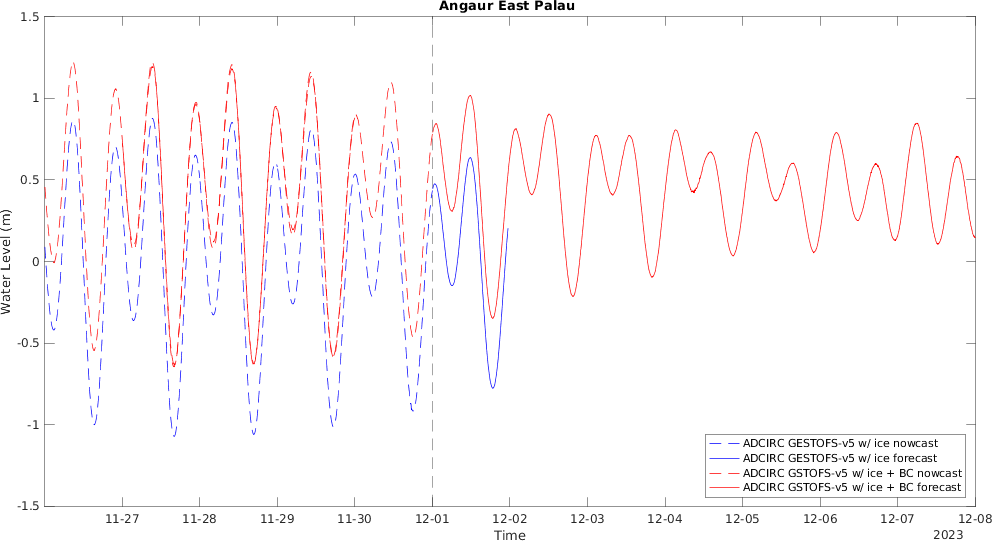 Angaur East Palau
1.5
1
0.5
0
-0.5
-1
-1.5
Water Level (m)
11-27 11-28 11-29 11-30 12-01 12-02 12-03 12-04 12-05 12-06 12-07 12-08
Time
2023
ADCIRC GESTOFS-v5 w/ ice nowcast
ADCIRC GESTOFS-v5 w/ ice forecast
ADCIRC GSTOFS-v5 w/ ice + BC nowcast
ADCIRC GSTOFS-v5 w/ ice + BC forecast